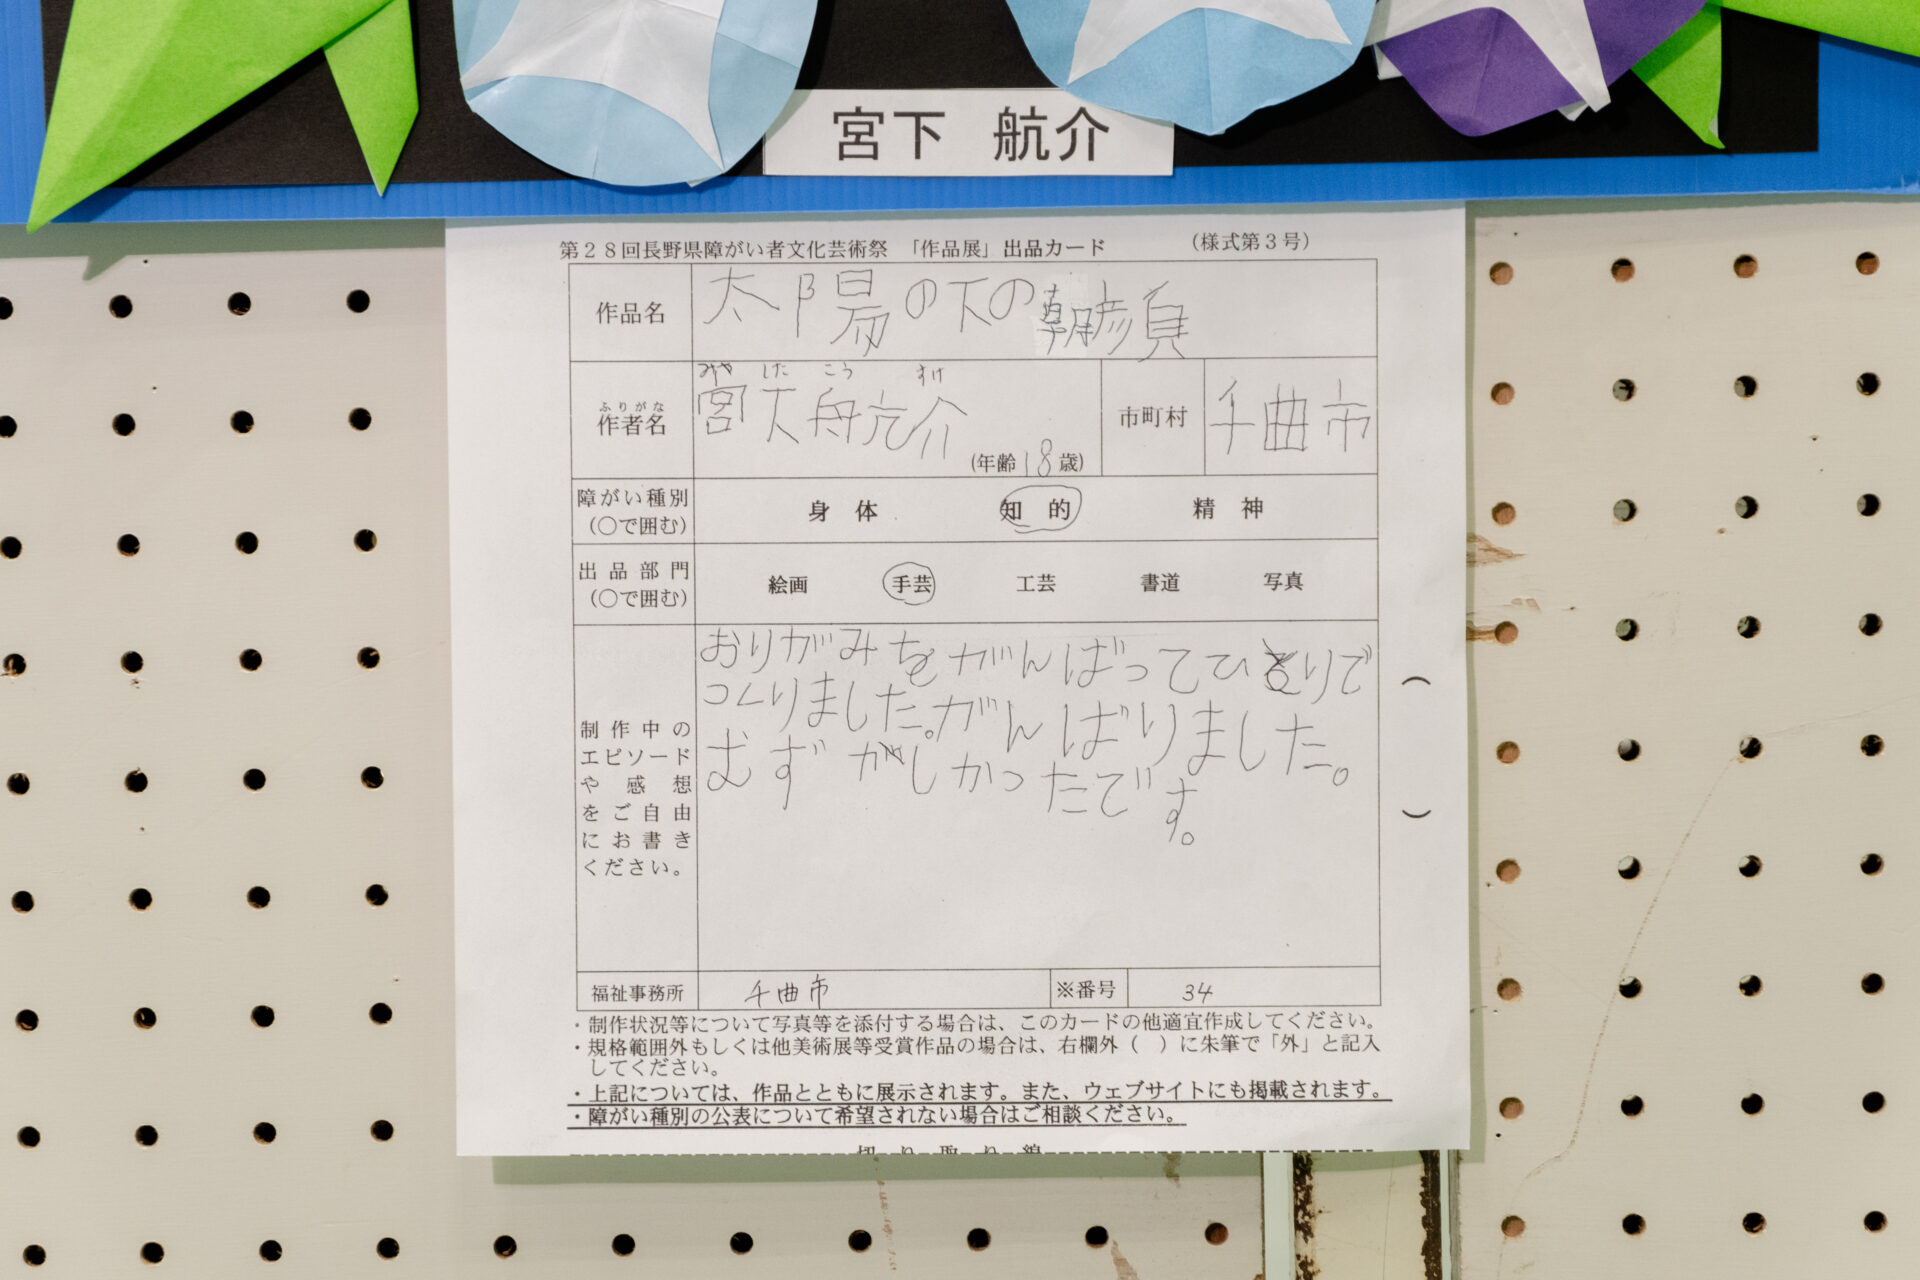 宮下 航介
第28回長野県障がい者文化芸術祭 「作品展」出品カード (様式第3号)
作品名 太陽の下の朝顔
みや した こう すけ
ふりがな
作者名 宮下航介 (年齢18歳) 市町村 千曲市
障がい種別 (○で囲む) 身体 知的 精神
出品部門 (○で囲む) 絵画 手芸 工芸 書道 写真
おりがみをがんばってひとりで
つくりました。がんばりました。
むずがしかったです。
制作中の
エピソード
や感想
をご自由
にお書き
ください。
( )
福祉事務所 千曲市 ※番号 34
・制作状況等について写真等を添付する場合は、このカードの他適宜作成してください。
・規格範囲外もしくは他美術展等受賞作品の場合は、右欄外( )に朱筆で「外」と記入
してください。
・上記については、作品とともに展示されます。また、ウェブサイトにも掲載されます。
・障がい種別の公表について希望されない場合はご相談ください。
切り取り線